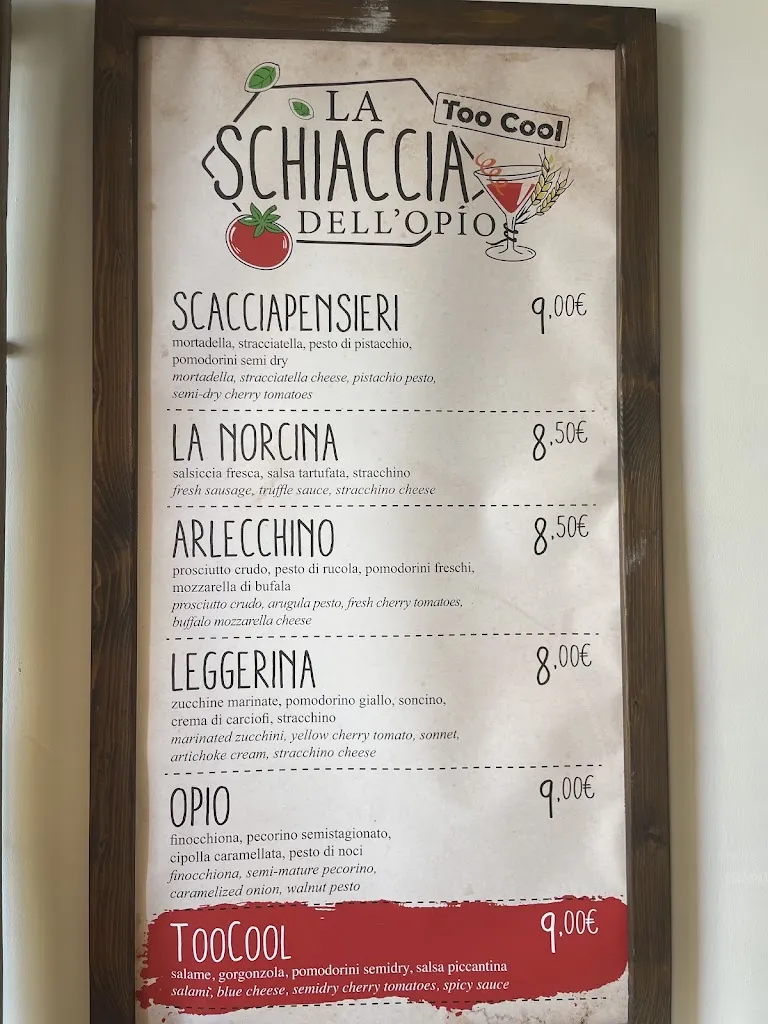 LA
Too Cool
SCHIACCIA
DELL'OPÍO
SCACCIAPENSIERI 9,00€
mortadella, stracciatella, pesto di pistacchio,
pomodorini semi dry
mortadella, stracciatella cheese, pistachio pesto,
semi-dry cherry tomatoes
LA NORCINA 8,50€
salsiccia fresca, salsa tartufata, stracchino
fresh sausage, truffle sauce, stracchino cheese
ARLECCHINO 8,50€
prosciutto crudo, pesto di rucola, pomodorini freschi,
mozzarella di bufala
prosciutto crudo, arugula pesto, fresh cherry tomatoes,
buffalo mozzarella cheese
LEGGERINA 8,00€
zucchine marinate, pomodorino giallo, soncino,
crema di carciofi, stracchino
marinated zucchini, yellow cherry tomato, sonnet,
artichoke cream, stracchino cheese
OPIO 9,00€
finocchiona, pecorino semistagionato,
cipolla caramellata, pesto di noci
finocchiona, semi-mature pecorino,
caramelized onion, walnut pesto
TOOCOOL 9,00€
salame, gorgonzola, pomodorini semidry, salsa piccantina
salami, blue cheese, semidry cherry tomatoes, spicy sauce